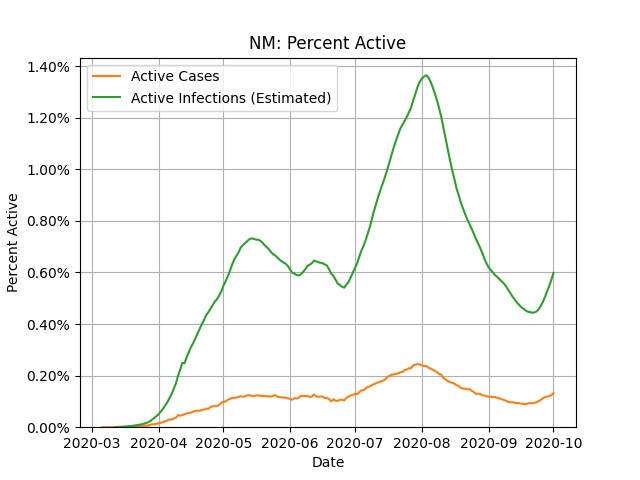 NM: Percent Active
Active Cases
Active Infections (Estimated)
Percent Active
1.40%
1.20%
1.00%
0.80%
0.60%
0.40%
0.20%
0.00%
2020-03 2020-04 2020-05 2020-06 2020-07 2020-08 2020-09 2020-10
Date